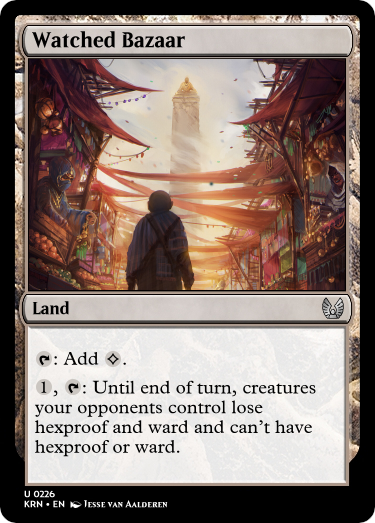 Watched Bazaar
Land
: Add .
1, : Until end of turn, creatures
your opponents control lose
hexproof and ward and can't have
hexproof or ward.
U 0226
KRN • EN Jesse van Aalderen